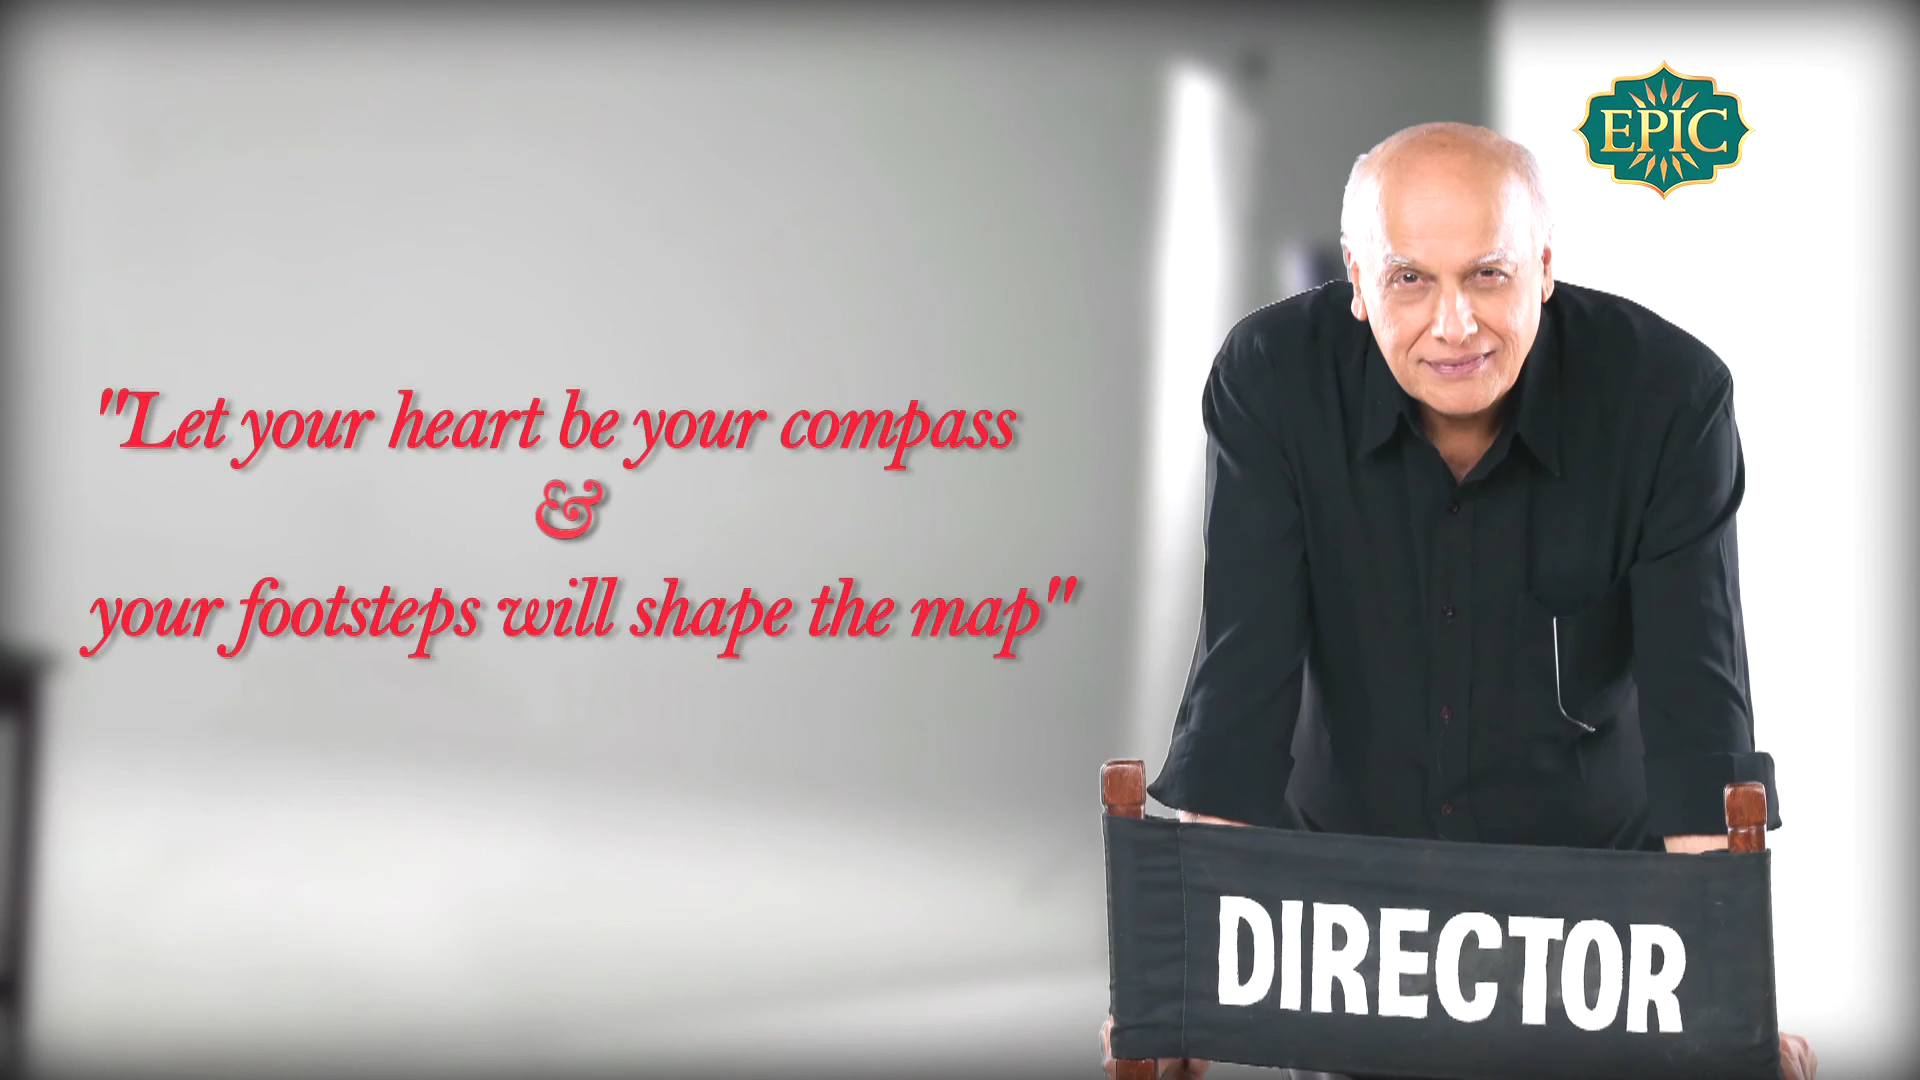 EPIC
"Let your heart be your compass
&
your footsteps will shape the map"
DIRECTOR